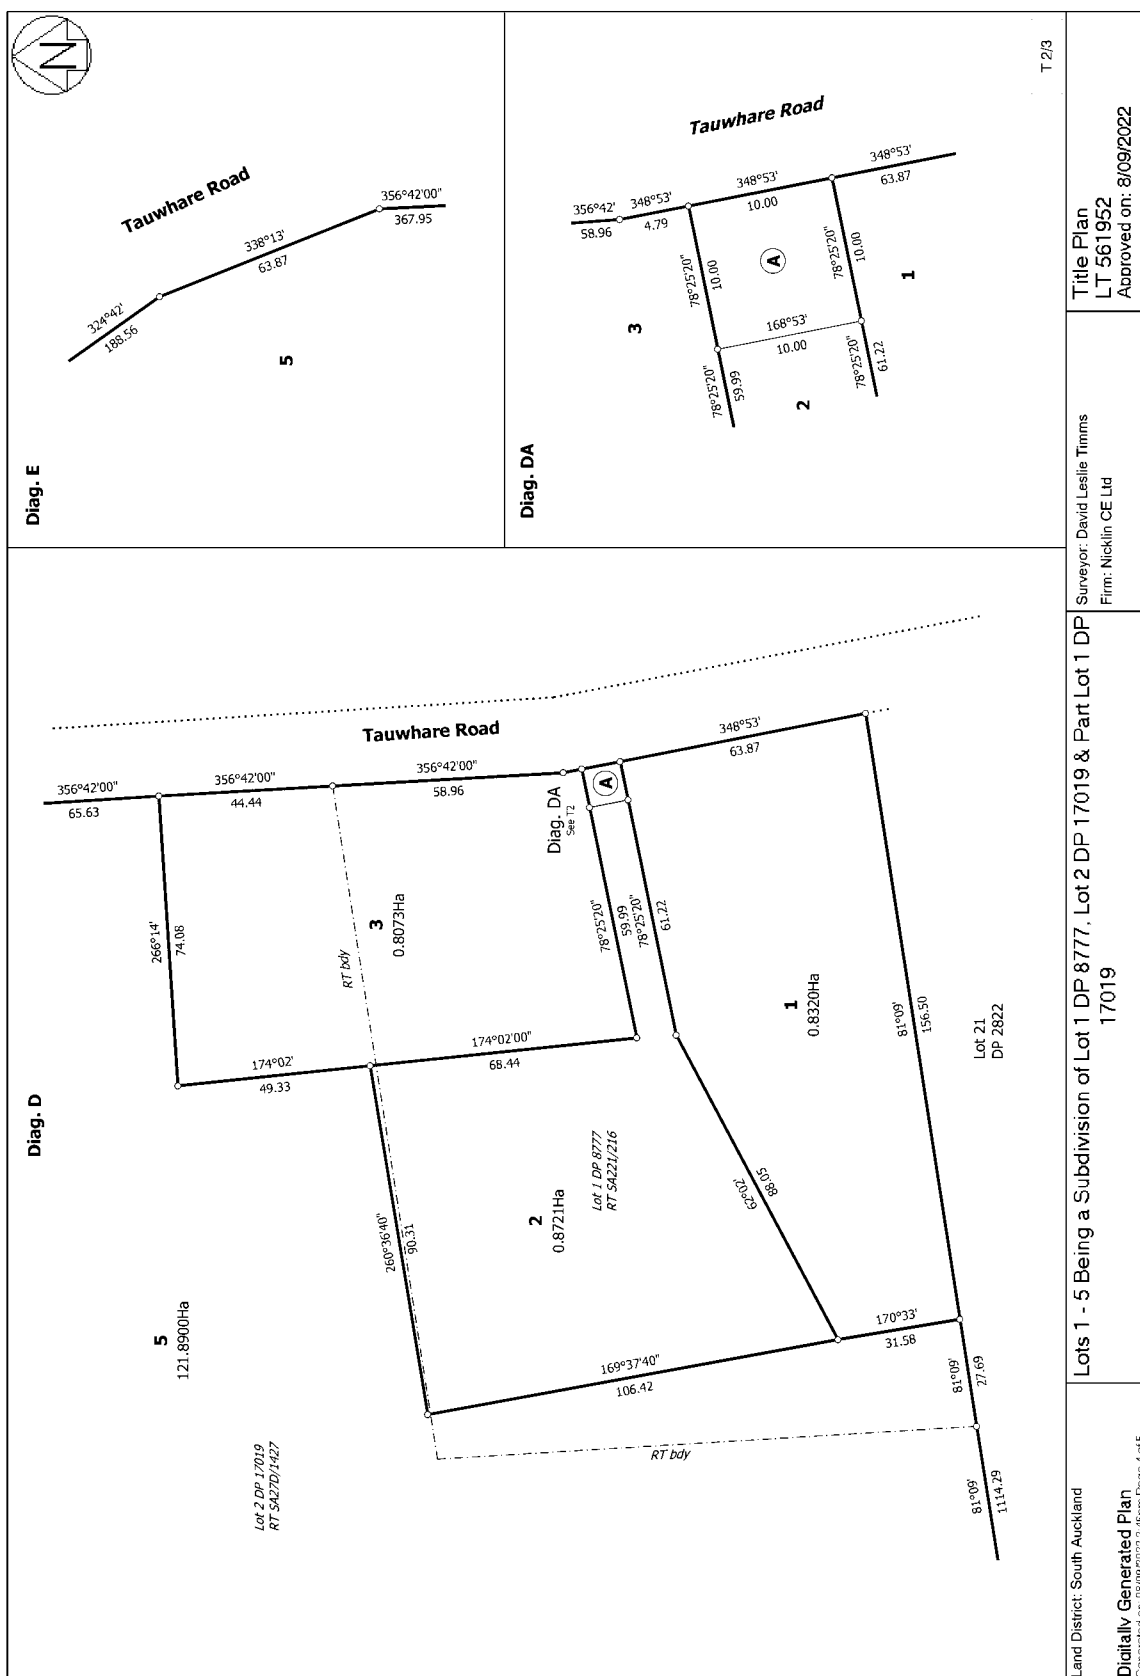 N
Diag. E
Tauwhare Road
324°42'
188.56
338°13'
63.87
356°42'00"
367.95
5
Diag. DA
Tauwhare Road
356°42'
58.96
348°53'
4.79
348°53'
10.00
348°53'
63.87
78°25'20"
10.00
78°25'20"
10.00
A
168°53'
10.00
78°25'20"
59.99
78°25'20"
61.22
3
2
1
T 2/3
Diag. D
Tauwhare Road
356°42'00"
65.63
356°42'00"
44.44
356°42'00"
58.96
348°53'
63.87
Diag. DA
See T2
A
266°14'
74.08
RT bdy
3
0.8073Ha
78°25'20"
59.99
78°25'20"
61.22
174°02'
49.33
174°02'00"
68.44
1
0.8320Ha
81°09'
156.50
Lot 21
DP 2822
5
121.8900Ha
260°36'40"
90.31
2
0.8721Ha
Lot 1 DP 8777
RT SA221/216
62°02'
88.05
169°37'40"
106.42
170°33'
31.58
81°09'
27.69
Lot 2 DP 17019
RT SA27D/1427
RT bdy
81°09'
1114.29
Land District: South Auckland
Digitally Generated Plan
Generated on: 08/09/2022 2:45pm Page 4 of 5
Lots 1 - 5 Being a Subdivision of Lot 1 DP 8777, Lot 2 DP 17019 & Part Lot 1 DP
17019
Surveyor: David Leslie Timms
Firm: Nicklin CE Ltd
Title Plan
LT 561952
Approved on: 8/09/2022